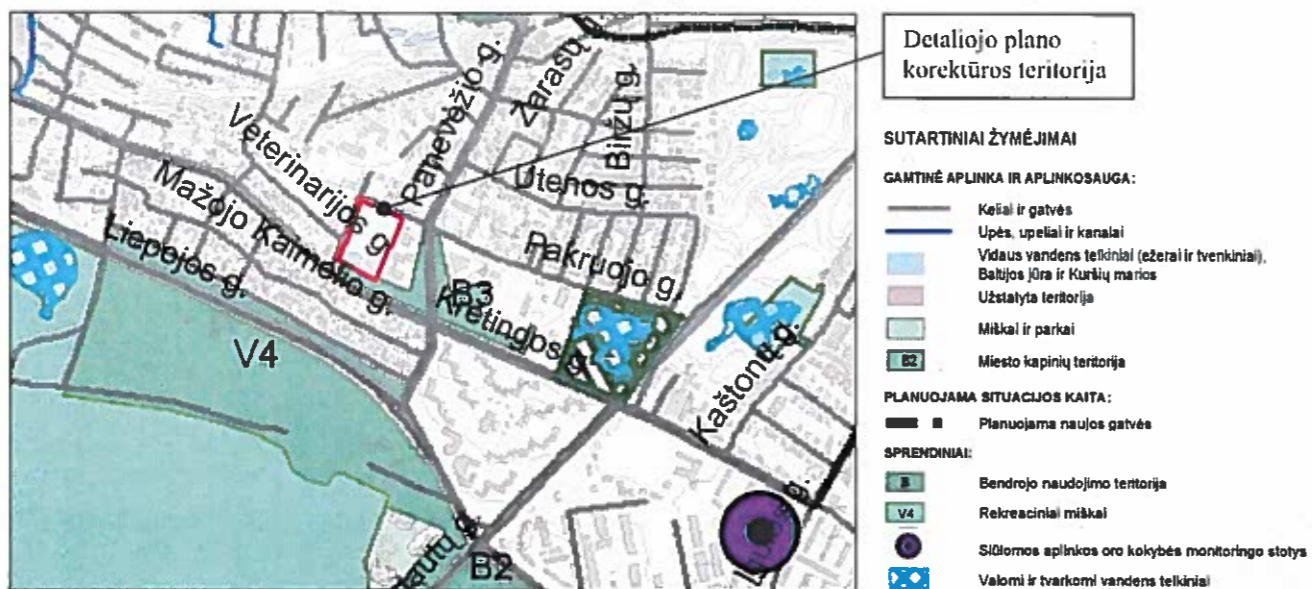 Detaliojo plano
korektūros teritorija
Panevėžio g.
Zarasų
Biržų g.
Veterinarijos g.
Utenos g.
Mažojo Kaimelio g.
Liepojos g.
Pakruojo g.
B3
Kretingos g.
V4
Kaštonų g.
g.
autų g.
B2
SUTARTINIAI ŽYMĖJIMAI
GAMTINĖ APLINKA IR APLINKOSAUGA:
Keliai ir gatvės
Upės, upeliai ir kanalai
Vidaus vandens telkiniai (ežerai ir tvenkiniai),
Baltijos jūra ir Kuršių marios
Užstatyta teritorija
Miškai ir parkai
B2 Miesto kapinių teritorija
PLANUOJAMA SITUACIJOS KAITA:
Planuojama naujos gatvės
SPRENDINIAI:
B Bendrojo naudojimo teritorija
V4 Rekreaciniai miškai
Siūlomos aplinkos oro kokybės monitoringo stotys
Valomi ir tvarkomi vandens telkiniai